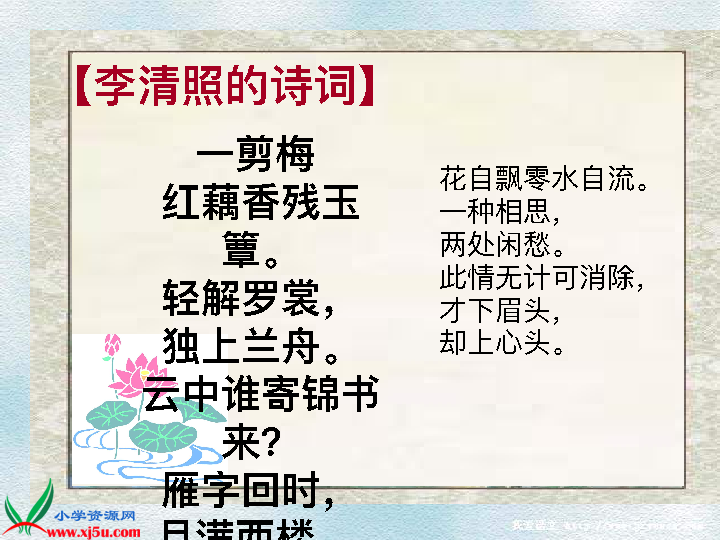 【李清照的诗词】
一剪梅
红藕香残玉
簟。
轻解罗裳，
独上兰舟。
云中谁寄锦书
来?
雁字回时，
月满西楼
花自飘零水自流。
一种相思，
两处闲愁。
此情无计可消除，
才下眉头，
却上心头。
小学资源网
www.xj5u.com